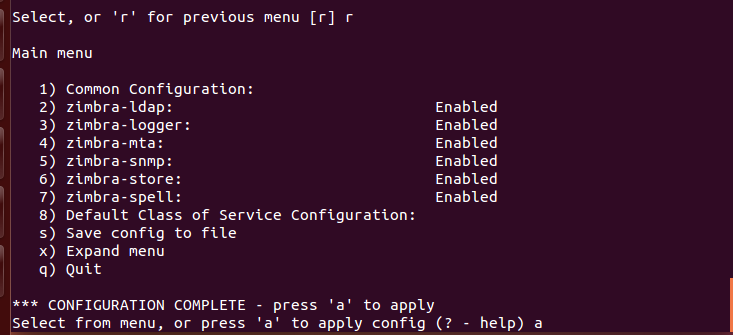 Select, or 'r' for previous menu [r] r
Main menu
1) Common Configuration:
2) zimbra-ldap: Enabled
3) zimbra-logger: Enabled
4) zimbra-mta: Enabled
5) zimbra-snmp: Enabled
6) zimbra-store: Enabled
7) zimbra-spell: Enabled
8) Default Class of Service Configuration:
s) Save config to file
x) Expand menu
q) Quit
*** CONFIGURATION COMPLETE - press 'a' to apply
Select from menu, or press 'a' to apply config (? - help) a